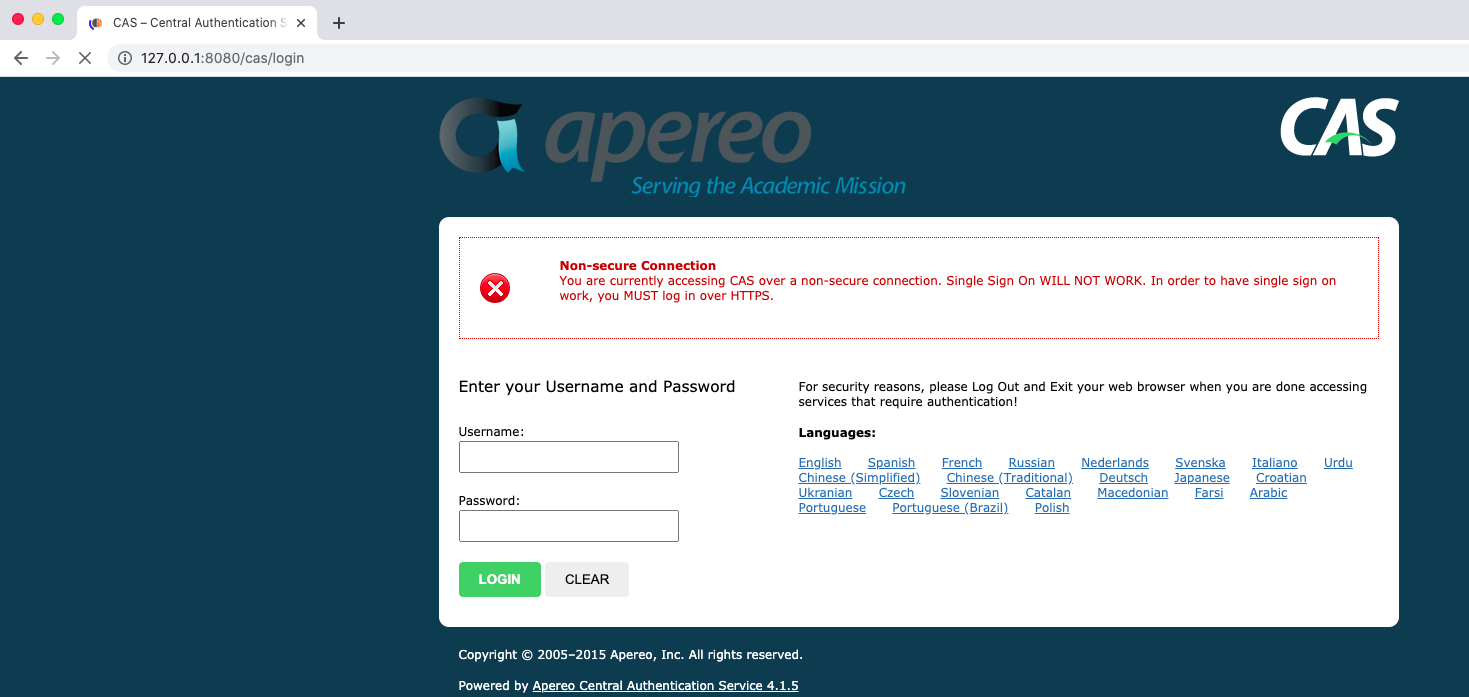 CAS – Central Authentication S
127.0.0.1:8080/cas/login
apereo
Serving the Academic Mission
CAS
Non-secure Connection
You are currently accessing CAS over a non-secure connection. Single Sign On WILL NOT WORK. In order to have single sign on
work, you MUST log in over HTTPS.
Enter your Username and Password
Username:
Password:
LOGIN CLEAR
For security reasons, please Log Out and Exit your web browser when you are done accessing
services that require authentication!
Languages:
English Spanish French Russian Nederlands Svenska Italiano Urdu
Chinese (Simplified) Chinese (Traditional) Deutsch Japanese Croatian
Ukranian Czech Slovenian Catalan Macedonian Farsi Arabic
Portuguese Portuguese (Brazil) Polish
Copyright © 2005–2015 Apereo, Inc. All rights reserved.
Powered by Apereo Central Authentication Service 4.1.5